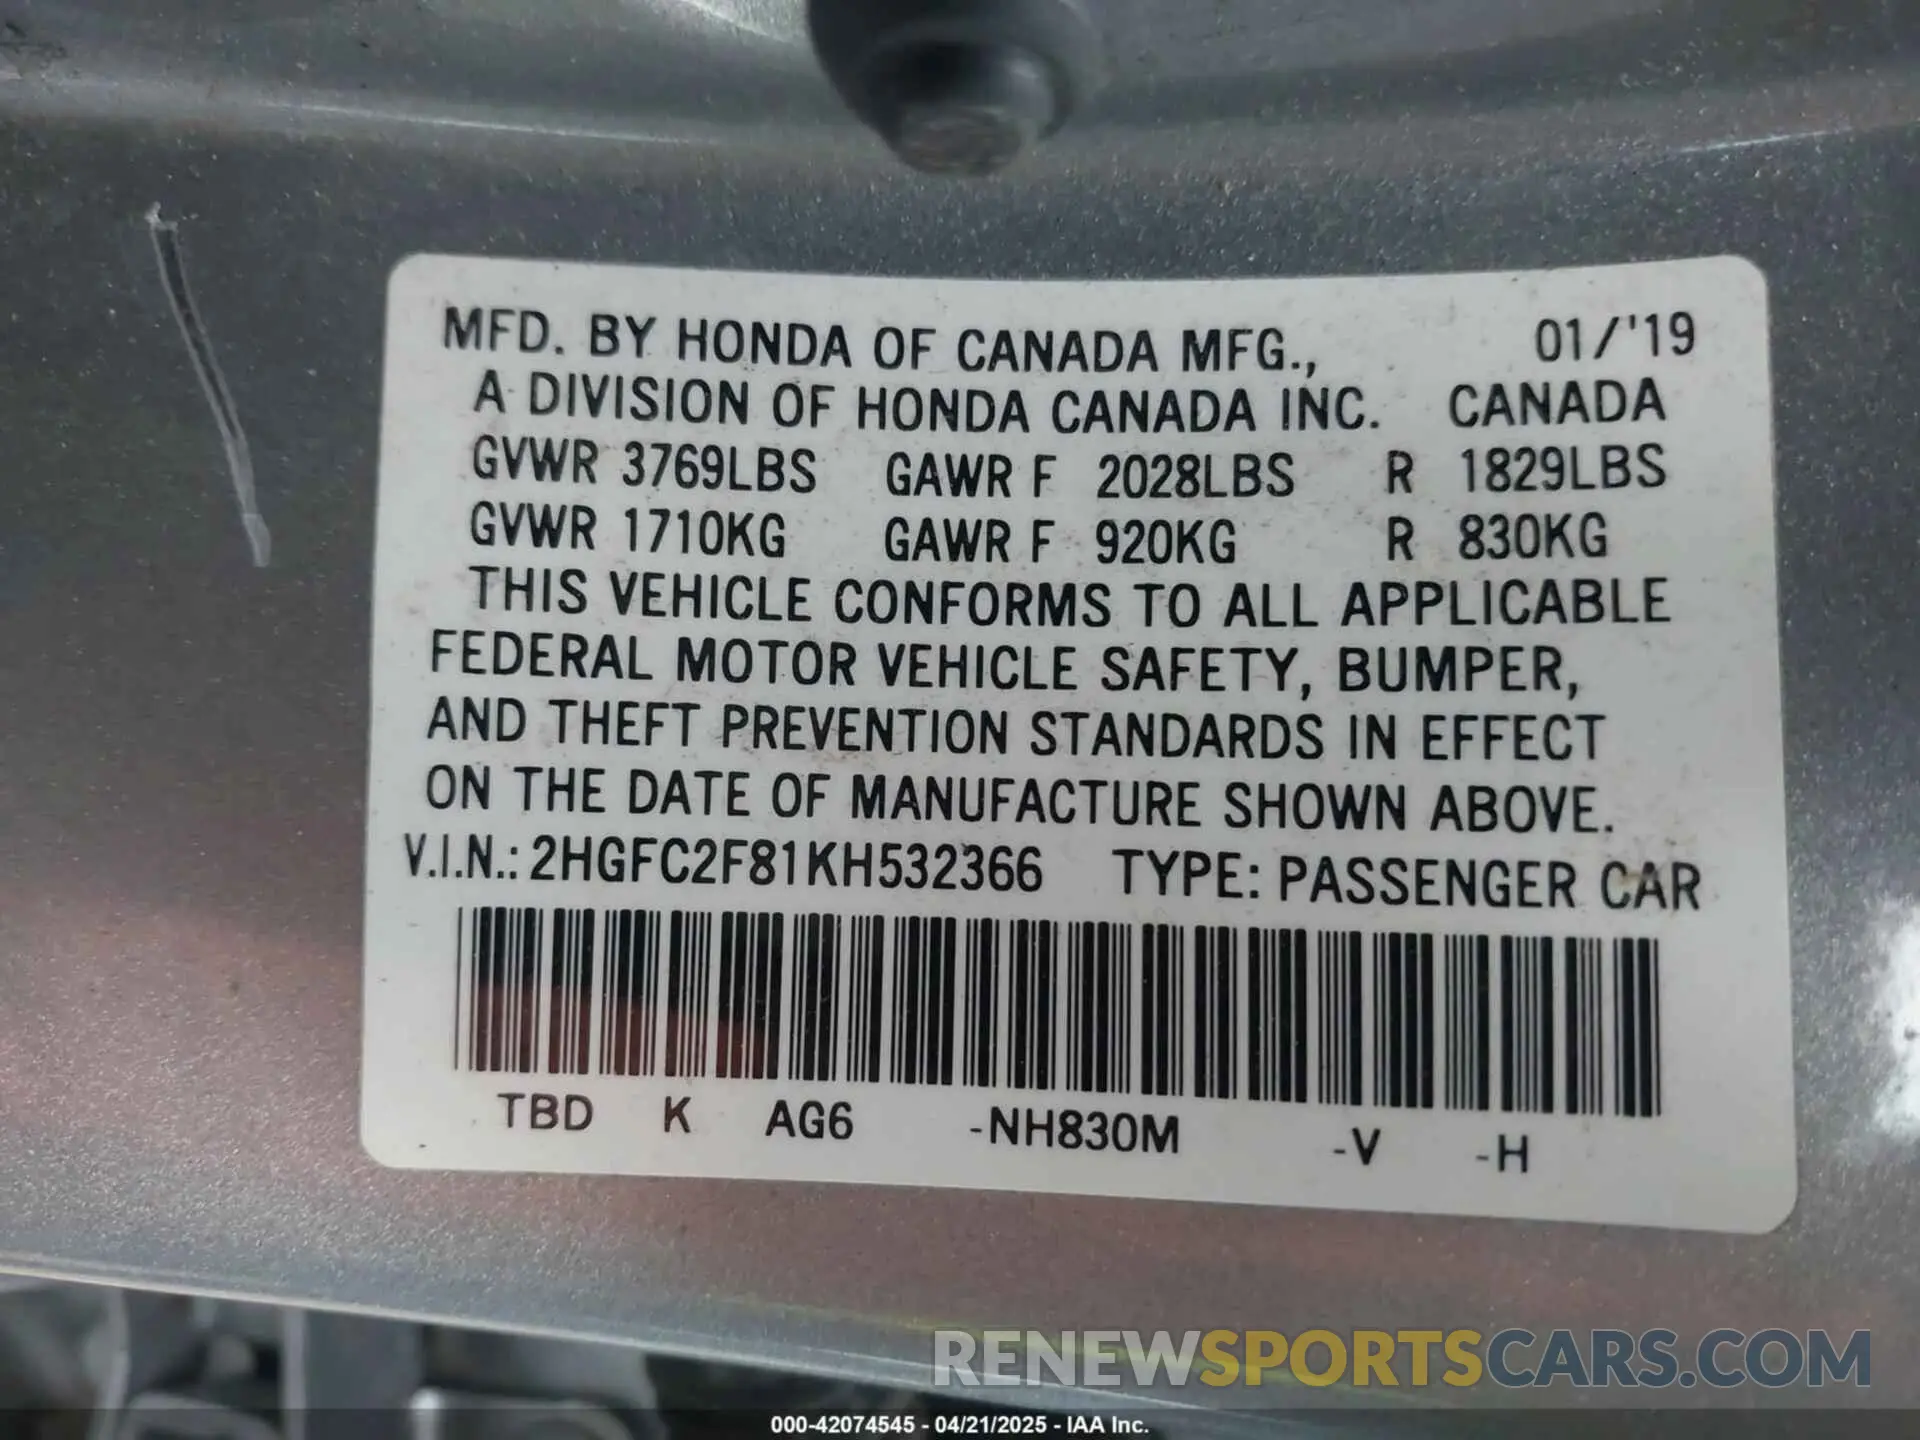 MFD. BY HONDA OF CANADA MFG., 01/'19
A DIVISION OF HONDA CANADA INC. CANADA
GVWR 3769LBS GAWR F 2028LBS R 1829LBS
GVWR 1710KG GAWR F 920KG R 830KG
THIS VEHICLE CONFORMS TO ALL APPLICABLE
FEDERAL MOTOR VEHICLE SAFETY, BUMPER,
AND THEFT PREVENTION STANDARDS IN EFFECT
ON THE DATE OF MANUFACTURE SHOWN ABOVE.
V.I.N.: 2HGFC2F81KH532366 TYPE: PASSENGER CAR
TBD K AG6 -NH830M -V -H
RENEWSPORTSCARS.COM
000-42074545 - 04/21/2025 - IAA Inc.